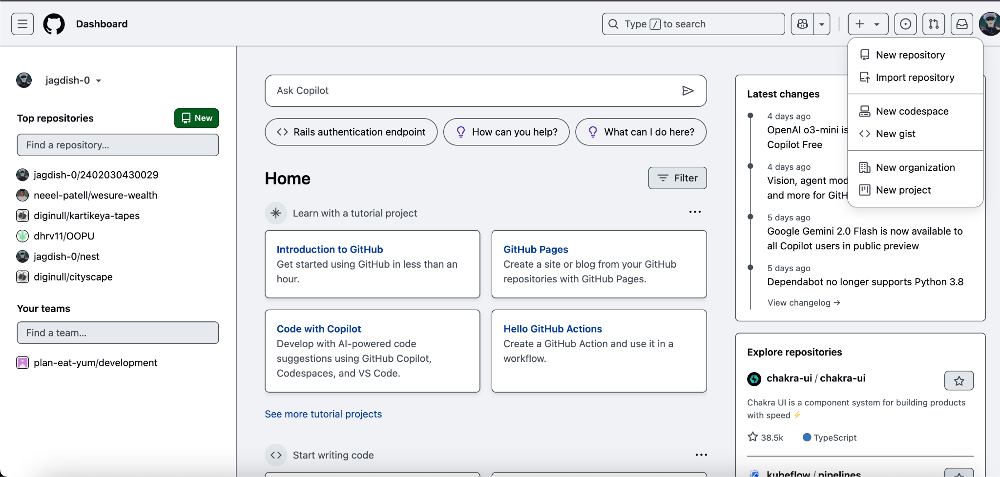 Dashboard
Type / to search
New repository
Import repository
New codespace
New gist
New organization
New project
jagdish-0
Top repositories
New
Find a repository...
jagdish-0/2402030430029
neeel-patell/wesure-wealth
diginull/kartikeya-tapes
dhrv11/OOPU
jagdish-0/nest
diginull/cityscape
Your teams
Find a team...
plan-eat-yum/development
Ask Copilot
Rails authentication endpoint
How can you help?
What can I do here?
Home
Filter
Learn with a tutorial project
Introduction to GitHub
Get started using GitHub in less than an
hour.
GitHub Pages
Create a site or blog from your GitHub
repositories with GitHub Pages.
Code with Copilot
Develop with AI-powered code
suggestions using GitHub Copilot,
Codespaces, and VS Code.
Hello GitHub Actions
Create a GitHub Action and use it in a
workflow.
See more tutorial projects
Start writing code
Latest changes
4 days ago
OpenAI o3-mini is
Copilot Free
4 days ago
Vision, agent mod
and more for GitH
5 days ago
Google Gemini 2.0 Flash is now available to
all Copilot users in public preview
5 days ago
Dependabot no longer supports Python 3.8
View changelog →
Explore repositories
chakra-ui / chakra-ui
Chakra UI is a component system for building products
with speed ⚡
38.5k
TypeScript
kubeflow / pipelines